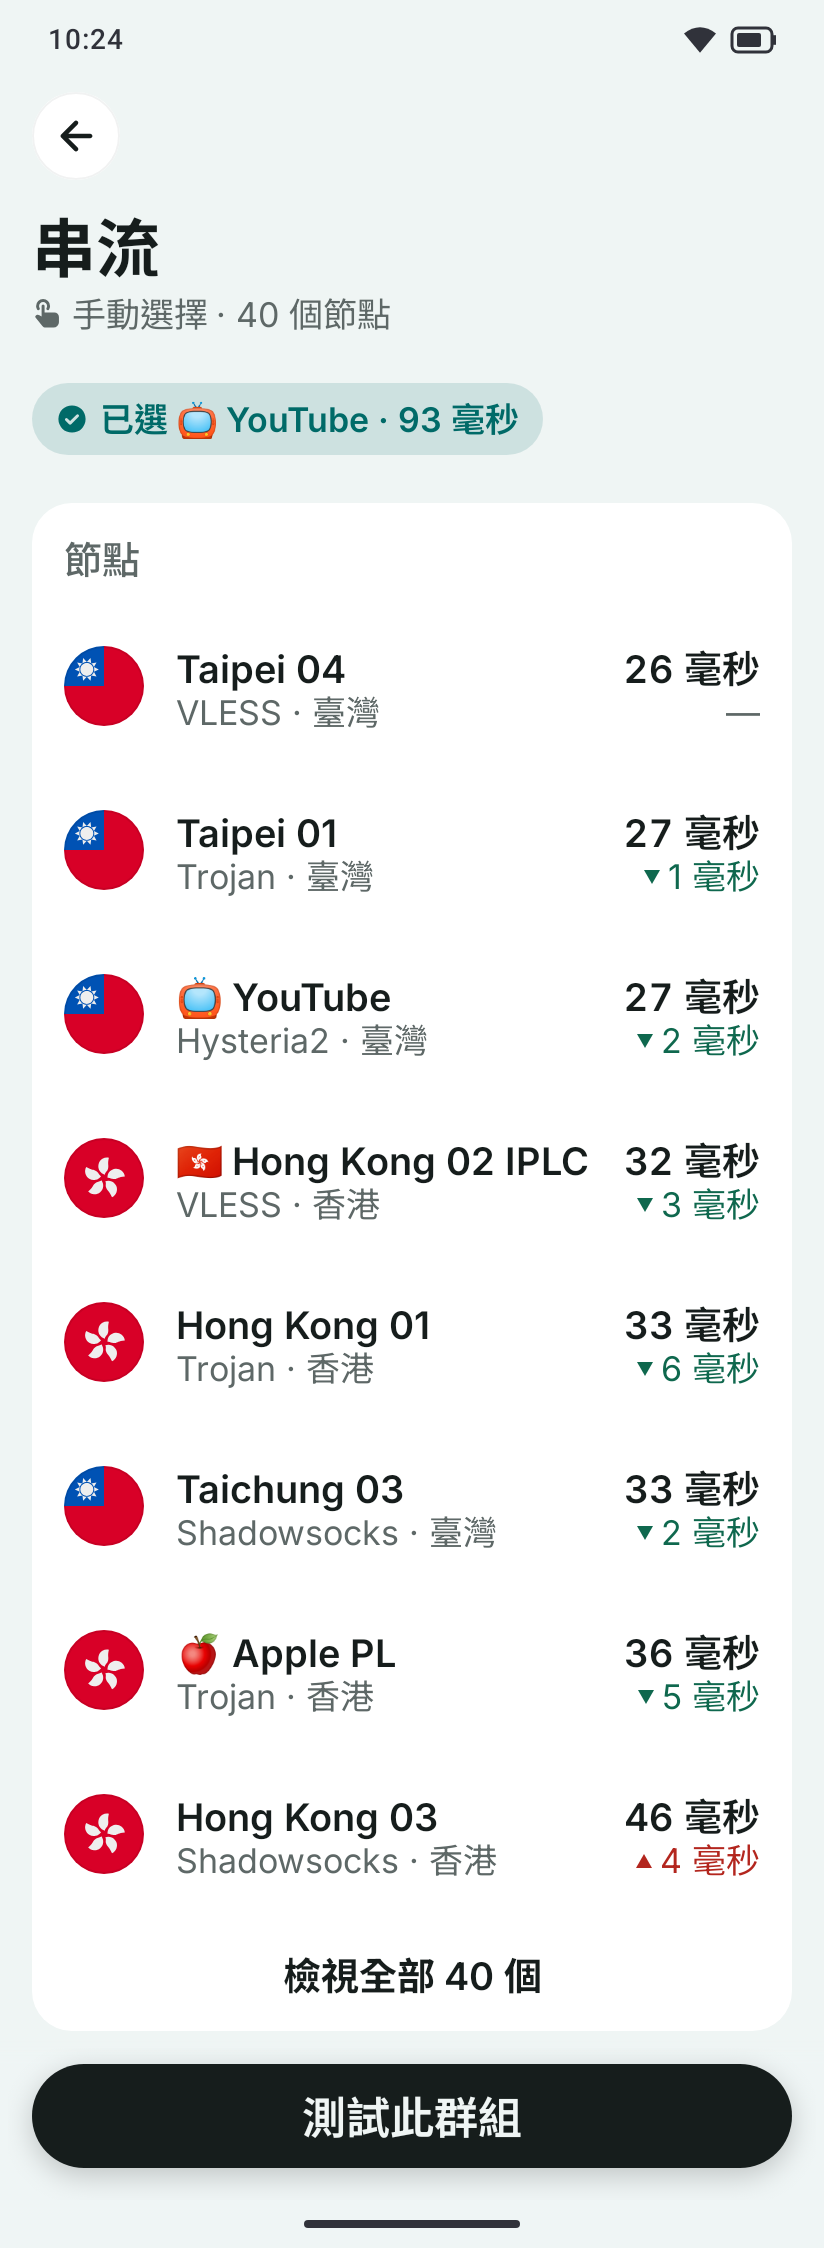 10:24
串流
手動選擇 · 40 個節點
已選 📺 YouTube · 93 毫秒
節點
Taipei 04
26 毫秒
VLESS · 臺灣
—
Taipei 01
27 毫秒
Trojan · 臺灣
▼1 毫秒
📺 YouTube
27 毫秒
Hysteria2 · 臺灣
▼2 毫秒
🇭🇰 Hong Kong 02 IPLC
32 毫秒
VLESS · 香港
▼3 毫秒
Hong Kong 01
33 毫秒
Trojan · 香港
▼6 毫秒
Taichung 03
33 毫秒
Shadowsocks · 臺灣
▼2 毫秒
🍎 Apple PL
36 毫秒
Trojan · 香港
▼5 毫秒
Hong Kong 03
46 毫秒
Shadowsocks · 香港
▲4 毫秒
檢視全部 40 個
測試此群組